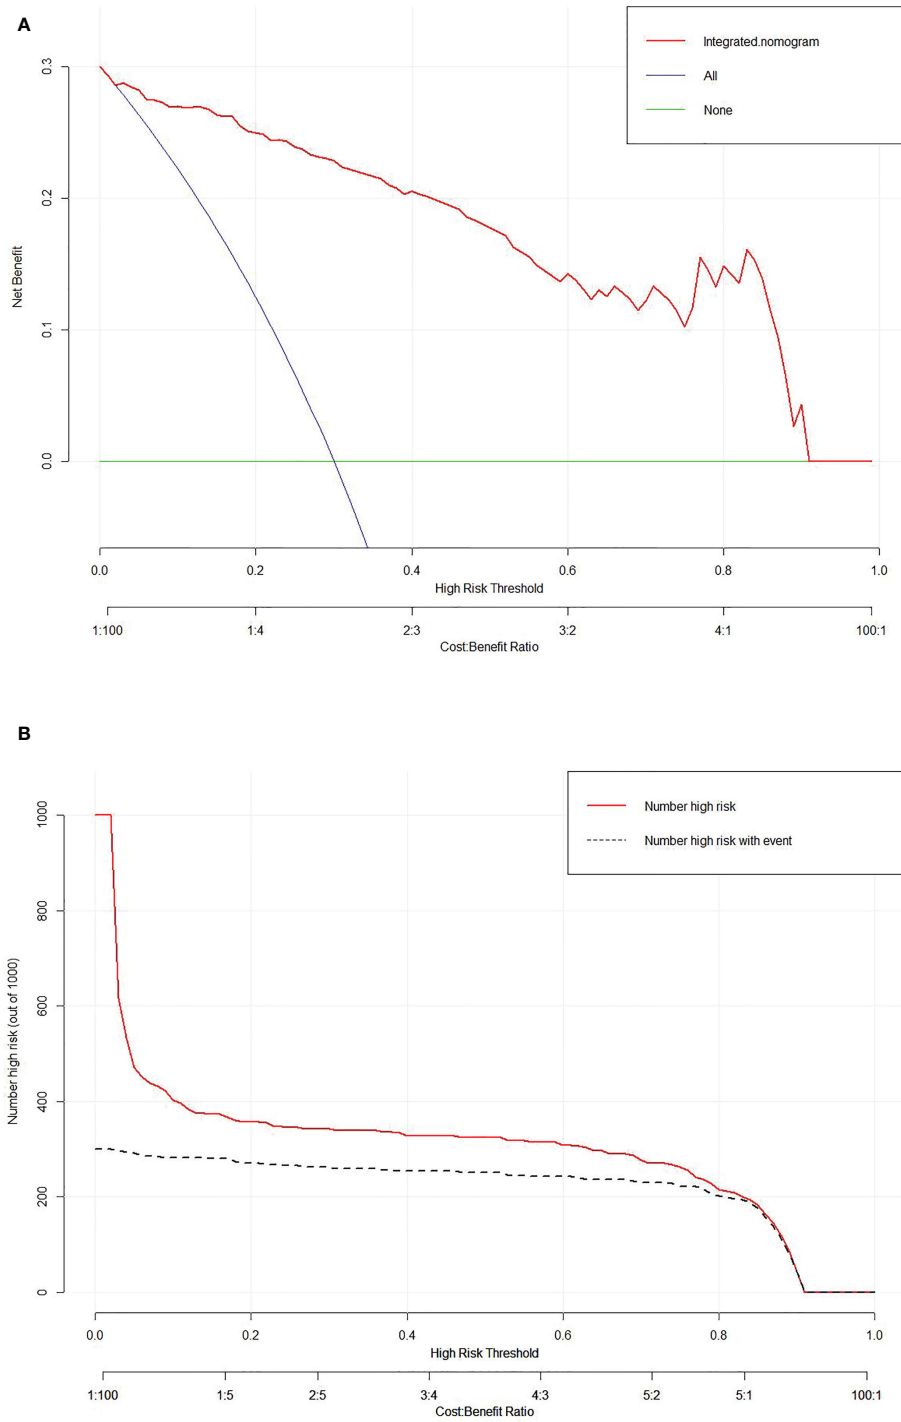 A
Integrated.nomogram
All
None
Net Benefit
0.3
0.2
0.1
0.0
0.0 0.2 0.4 0.6 0.8 1.0
High Risk Threshold
1:100 1:4 2:3 3:2 4:1 100:1
Cost:Benefit Ratio
B
Number high risk
Number high risk with event
Number high risk (out of 1000)
1000
800
600
400
200
0
0.0 0.2 0.4 0.6 0.8 1.0
High Risk Threshold
1:100 1:5 2:5 3:4 4:3 5:2 5:1 100:1
Cost:Benefit Ratio